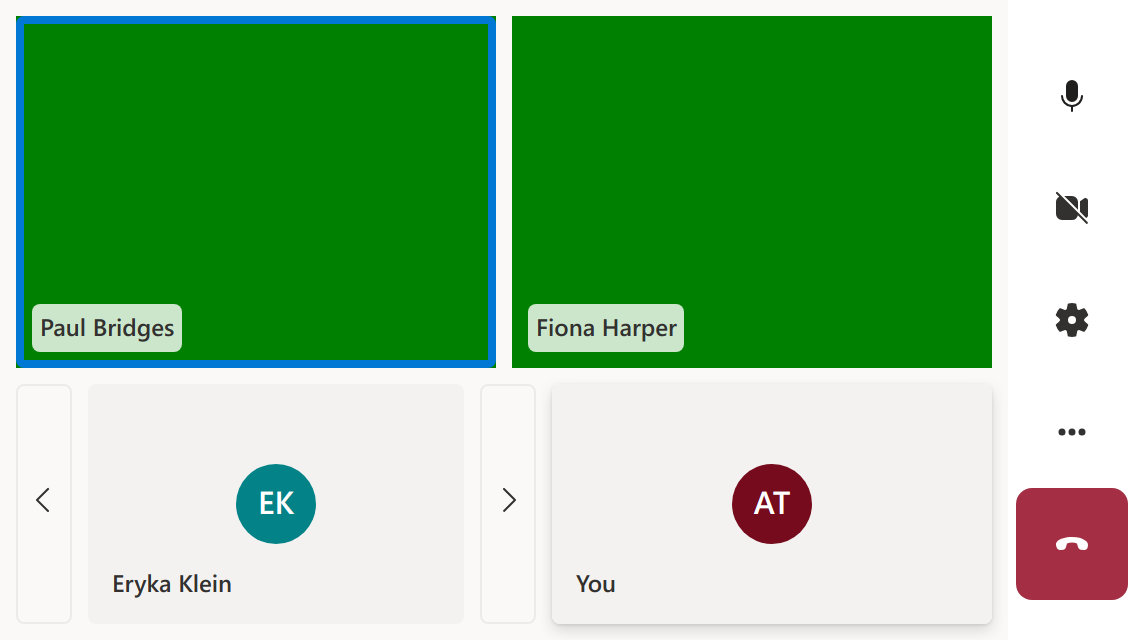 Paul Bridges
Fiona Harper
EK
Eryka Klein
AT
You